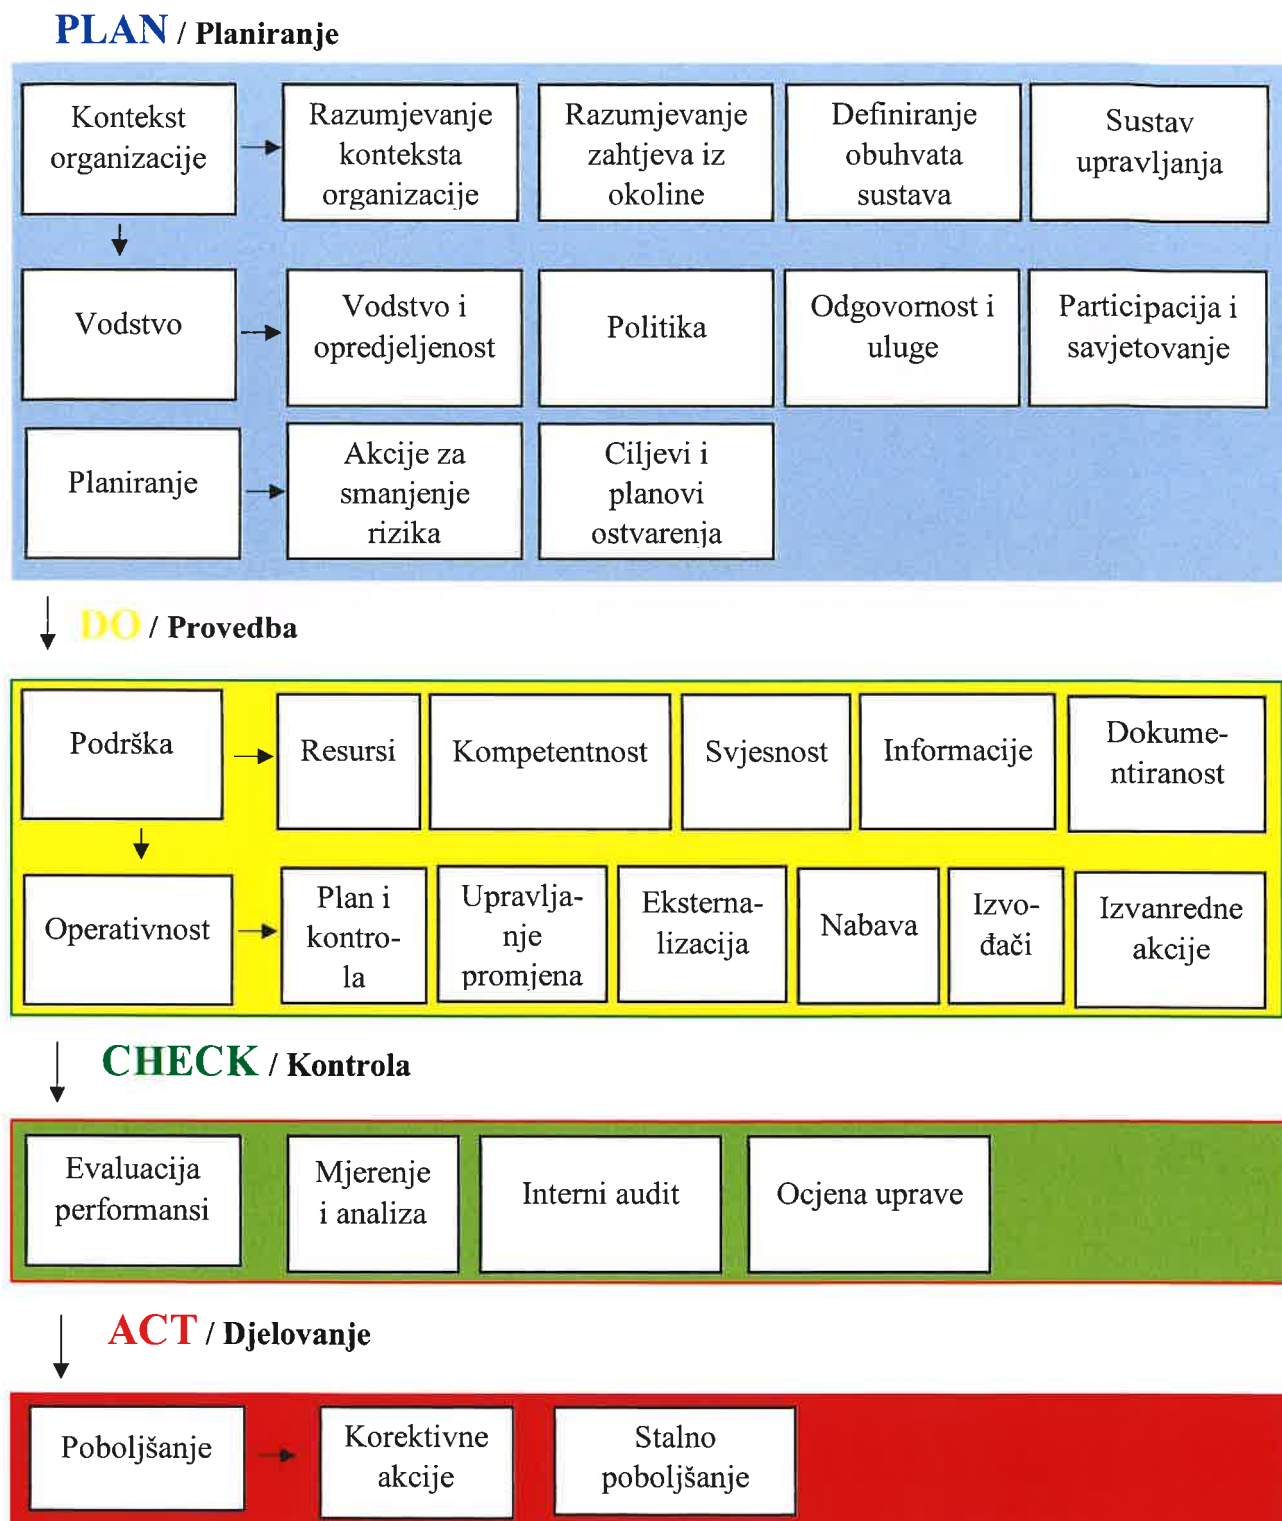 PLAN / Planiranje
Kontekst
organizacije
Razumjevanje
konteksta
organizacije
Razumjevanje
zahtjeva iz
okoline
Definiranje
obuhvata
sustava
Sustav
upravljanja
Vodstvo
Vodstvo i
opredjeljenost
Politika
Odgovornost i
uluge
Participacija i
savjetovanje
Planiranje
Akcije za
smanjenje
rizika
Ciljevi i
planovi
ostvarenja
DO / Provedba
Podrška
Resursi
Kompetentnost
Svjesnost
Informacije
Dokume-
ntiranost
Operativnost
Plan i
kontro-
la
Upravlja-
nje
promjena
Eksterna-
lizacija
Nabava
Izvo-
đači
Izvanredne
akcije
CHECK / Kontrola
Evaluacija
performansi
Mjerenje
i analiza
Interni audit
Ocjena uprave
ACT / Djelovanje
Poboljšanje
Korektivne
akcije
Stalno
poboljšanje